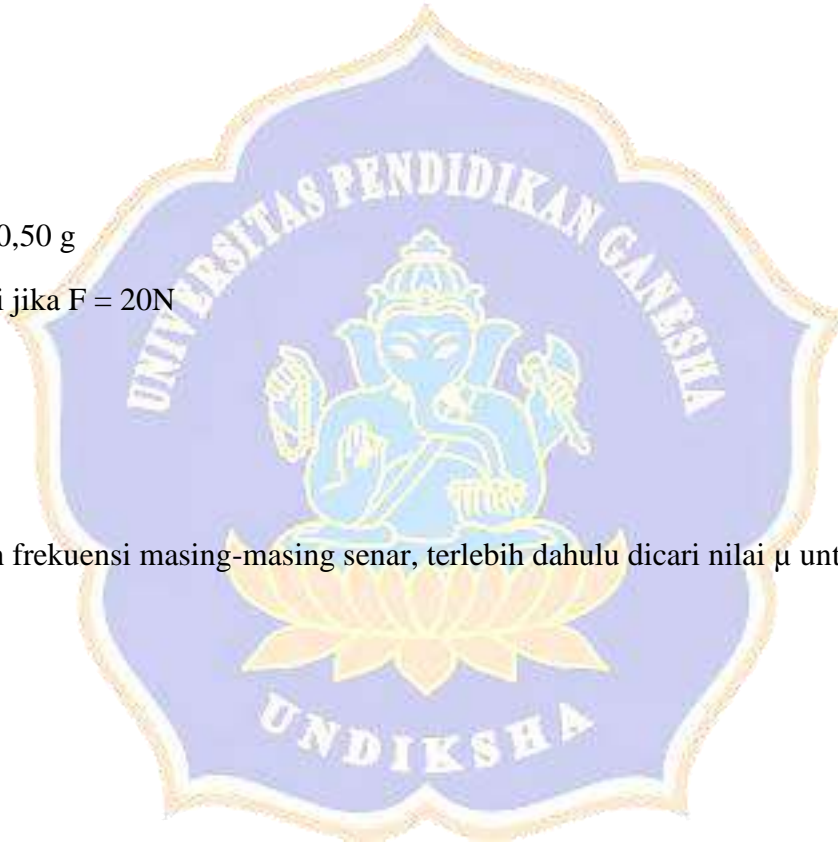 UNIVERSITAS PENDIDIKAN GANESHA
0,50 g
i jika F = 20N
n frekuensi masing-masing senar, terlebih dahulu dicari nilai µ unt
UNDIKSHA